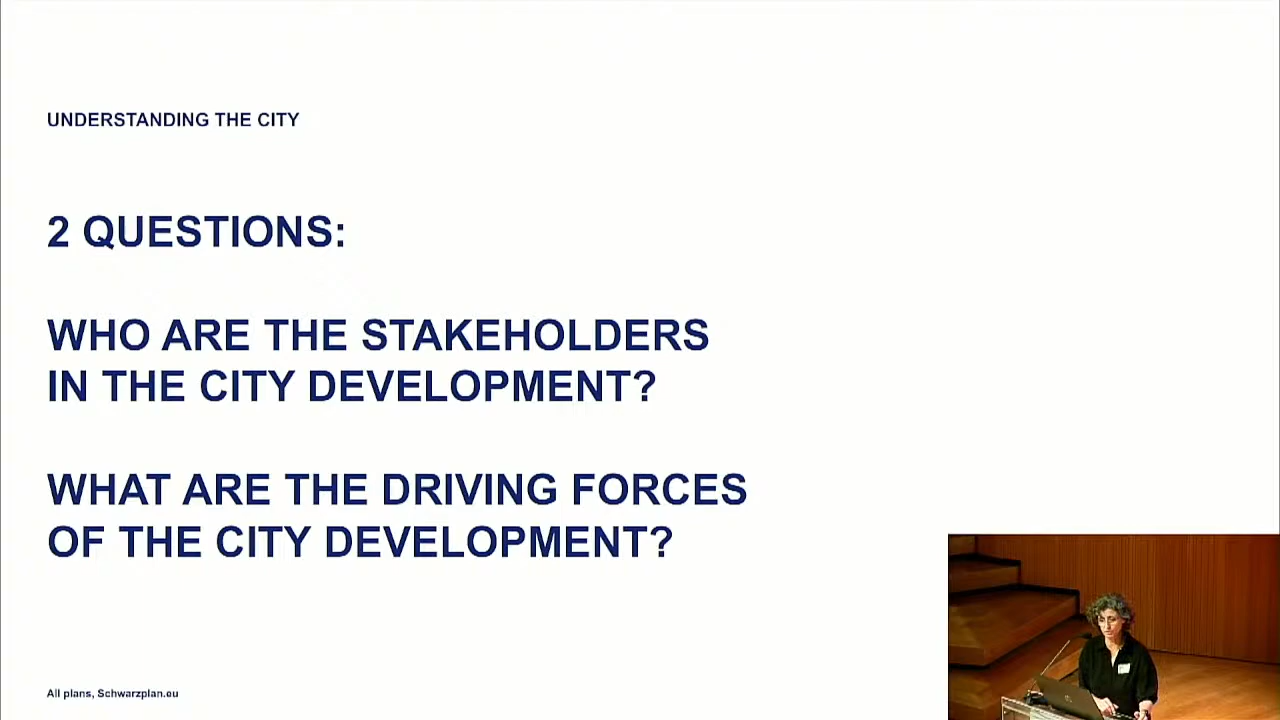 UNDERSTANDING THE CITY
2 QUESTIONS:
WHO ARE THE STAKEHOLDERS
IN THE CITY DEVELOPMENT?
WHAT ARE THE DRIVING FORCES
OF THE CITY DEVELOPMENT?
All plans, Schwarzplan.eu